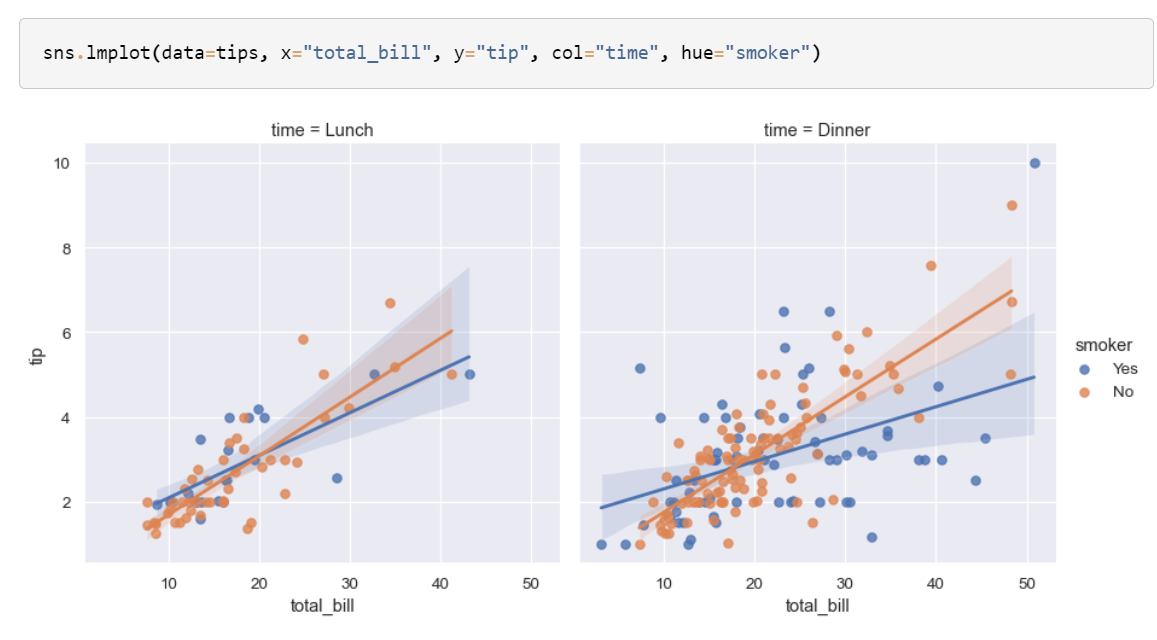 sns.lmplot(data=tips, x="total_bill", y="tip", col="time", hue="smoker")
time = Lunch
time = Dinner
10
8
6
4
2
tip
10 20 30 40 50
10 20 30 40 50
total_bill
total_bill
smoker
Yes
No